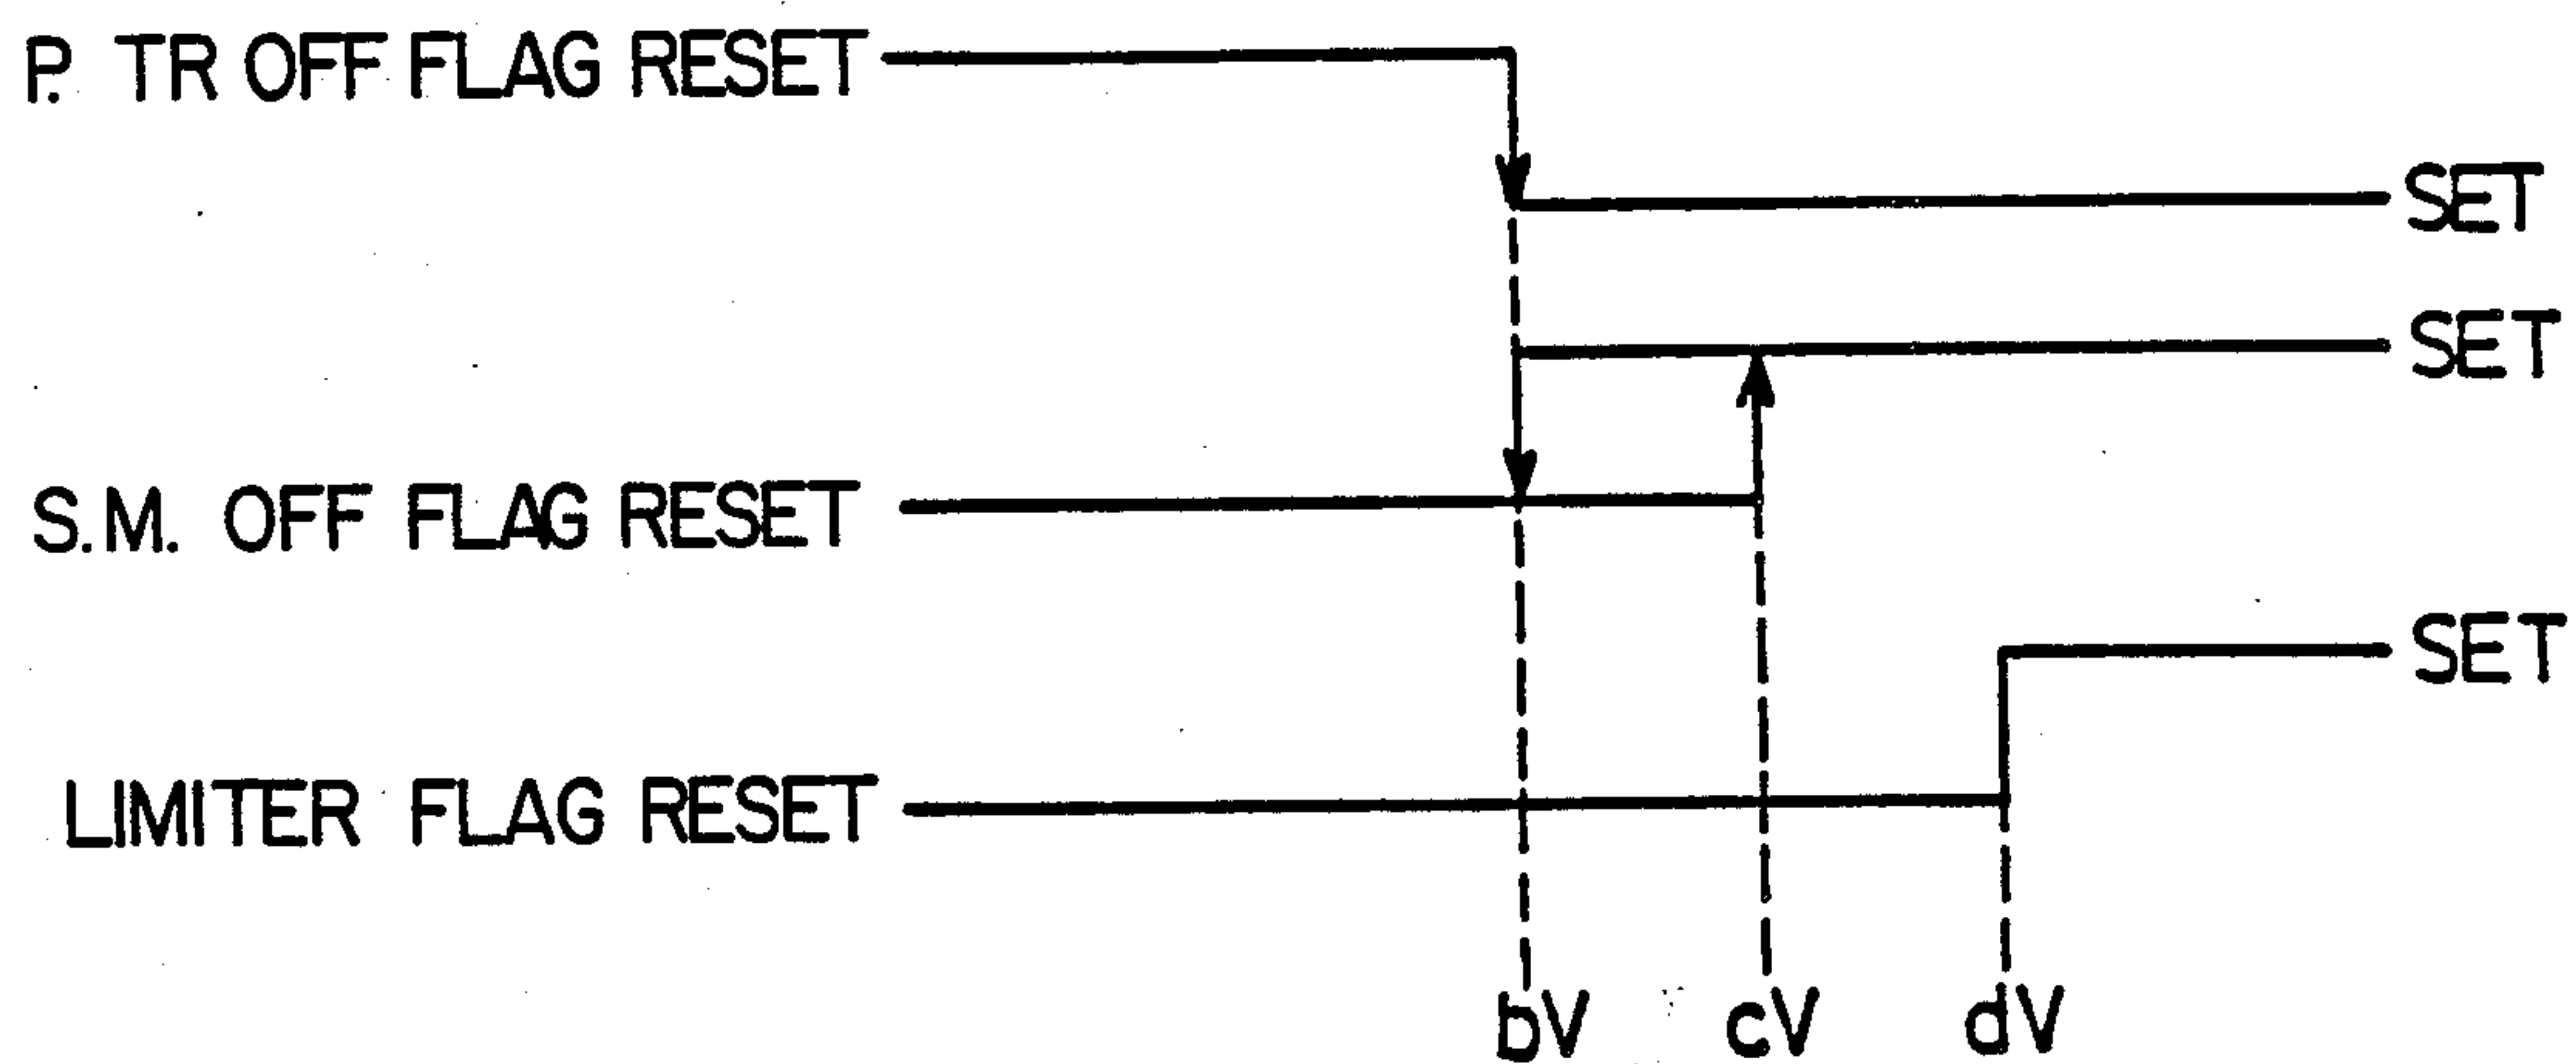 P. TR OFF FLAG RESET
SET
SET
S.M. OFF FLAG RESET
SET
LIMITER FLAG RESET
bV cV dV